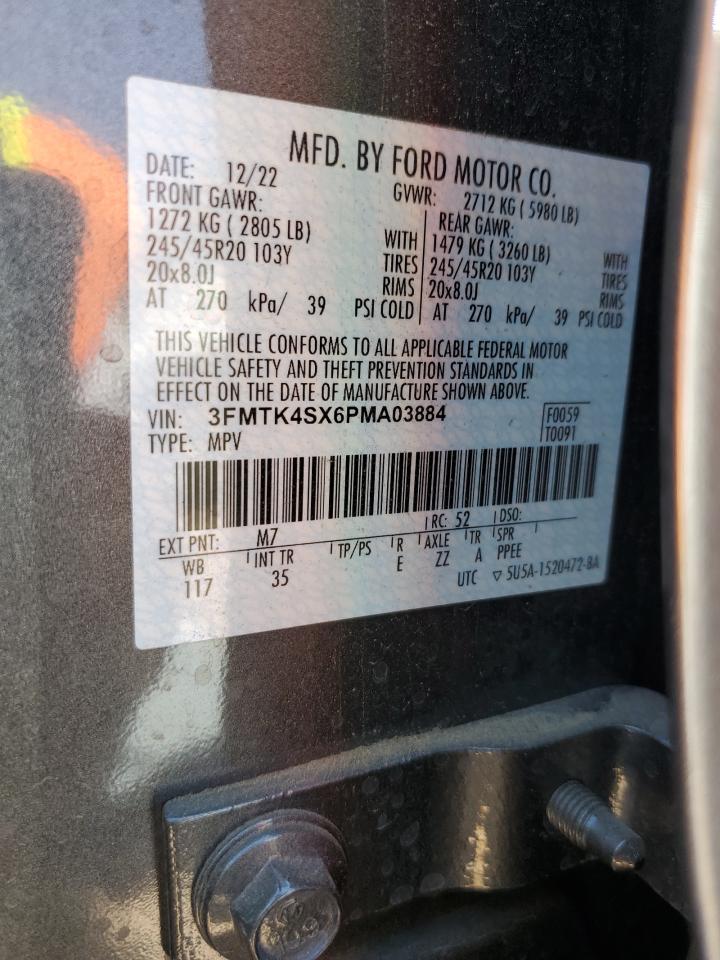 MFD. BY FORD MOTOR CO.
DATE: 12/22 GVWR: 2712 KG ( 5980 LB)
FRONT GAWR: REAR GAWR:
1272 KG ( 2805 LB) WITH 1479 KG ( 3260 LB) WITH
245/45R20 103Y TIRES 245/45R20 103Y TIRES
20x8.0J RIMS 20x8.0J RIMS
AT 270 kPa/ 39 PSI COLD AT 270 kPa/ 39 PSI COLD
THIS VEHICLE CONFORMS TO ALL APPLICABLE FEDERAL MOTOR
VEHICLE SAFETY AND THEFT PREVENTION STANDARDS IN
EFFECT ON THE DATE OF MANUFACTURE SHOWN ABOVE.
VIN: 3FMTK4SX6PMA03884 F0059
TYPE: MPV T0091
EXT PNT: M7 RC: 52 DSO:
WB INT TR TP/PS R AXLE TR SPR
117 35 E ZZ A PPEE
UTC ▽ 5U5A-1520472-BA
10.9